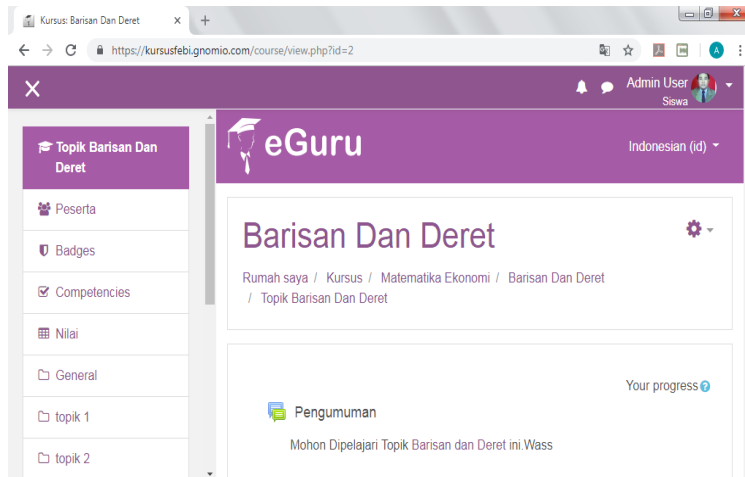 Kursus: Barisan Dan Deret
https://kursusfebi.gnomio.com/course/view.php?id=2
A
Admin User
Siswa
eGuru
Indonesian (id)
Topik Barisan Dan
Deret
Peserta
Badges
Competencies
Nilai
General
topik 1
topik 2
Barisan Dan Deret
Rumah saya / Kursus / Matematika Ekonomi / Barisan Dan Deret
/ Topik Barisan Dan Deret
Your progress
Pengumuman
Mohon Dipelajari Topik Barisan dan Deret ini.Wass